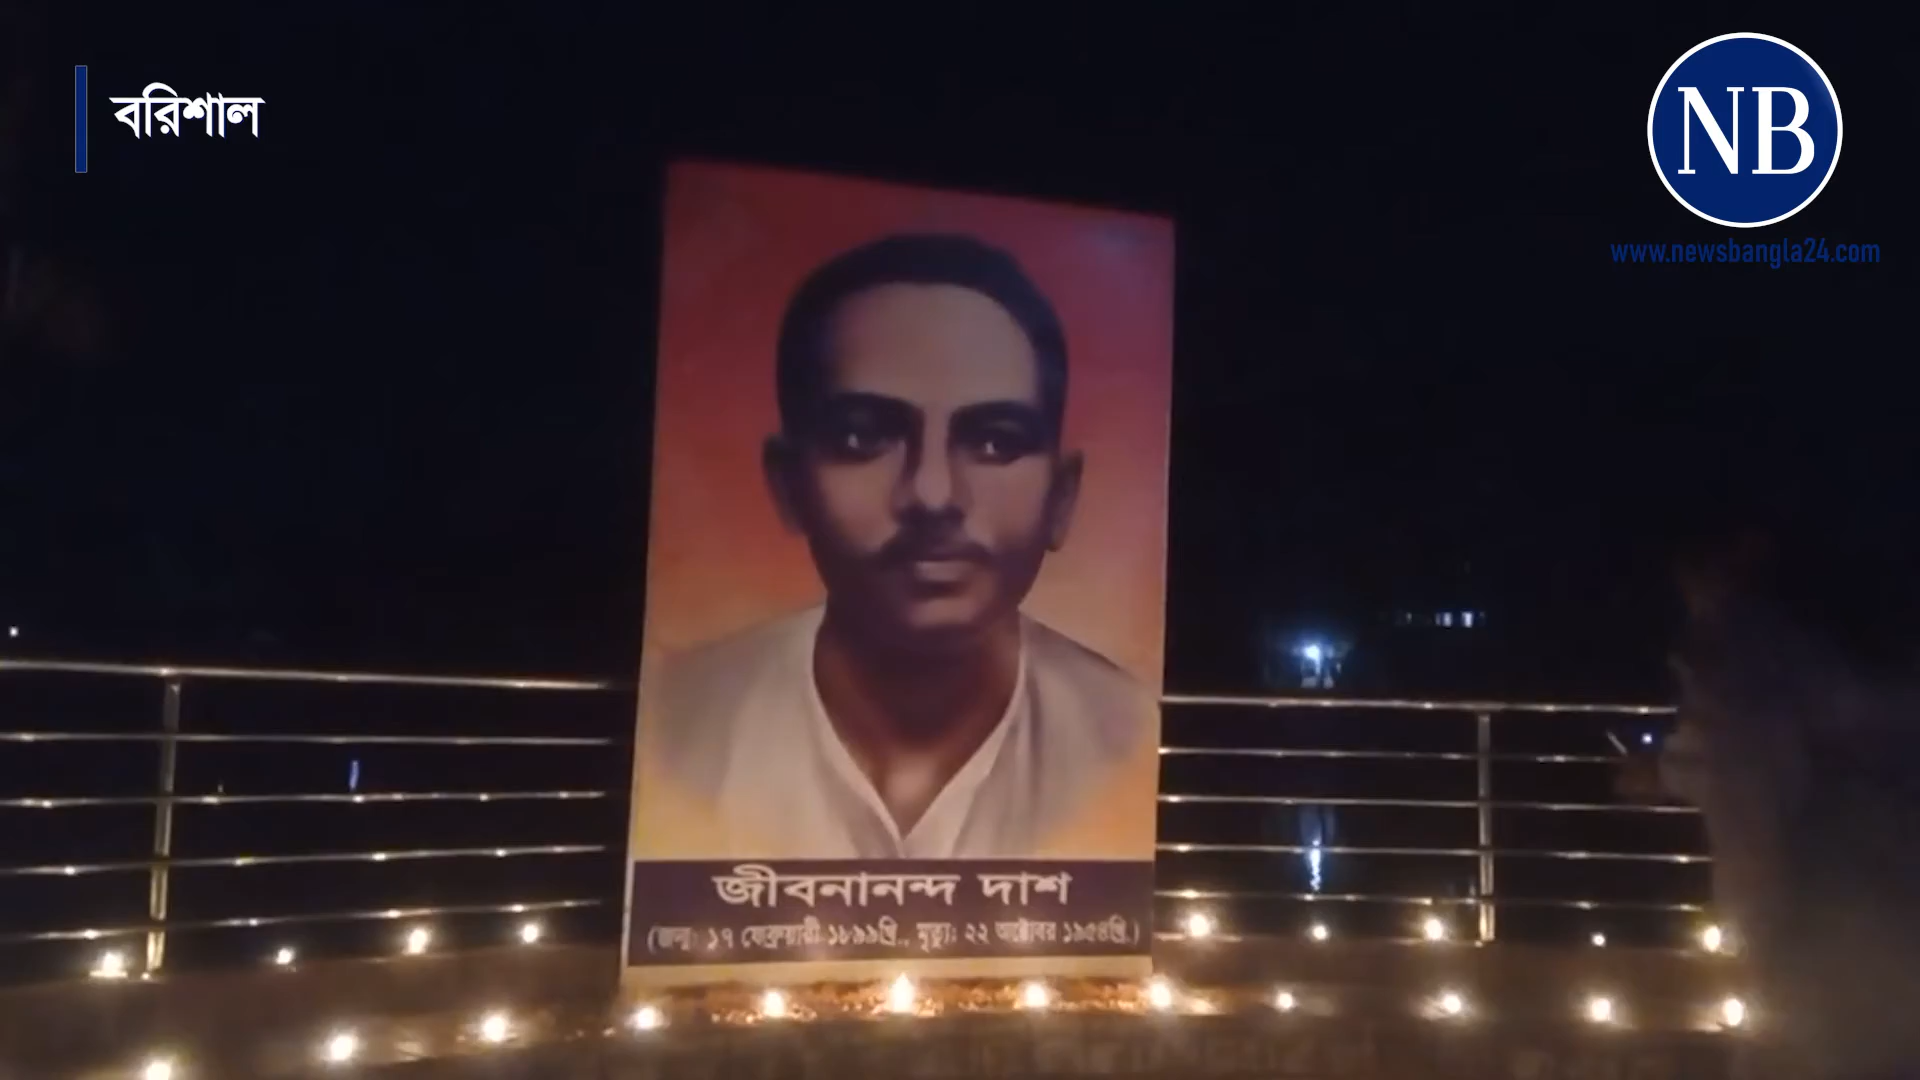 বরিশাল
NB
www.newsbangla24.com
জীবনানন্দ দাশ
(জন্ম: ১৭ ফেব্রুয়ারী ১৮৯৯খ্রি., মৃত্যু: ২২ অক্টোবর ১৯৫৪খ্রি.)